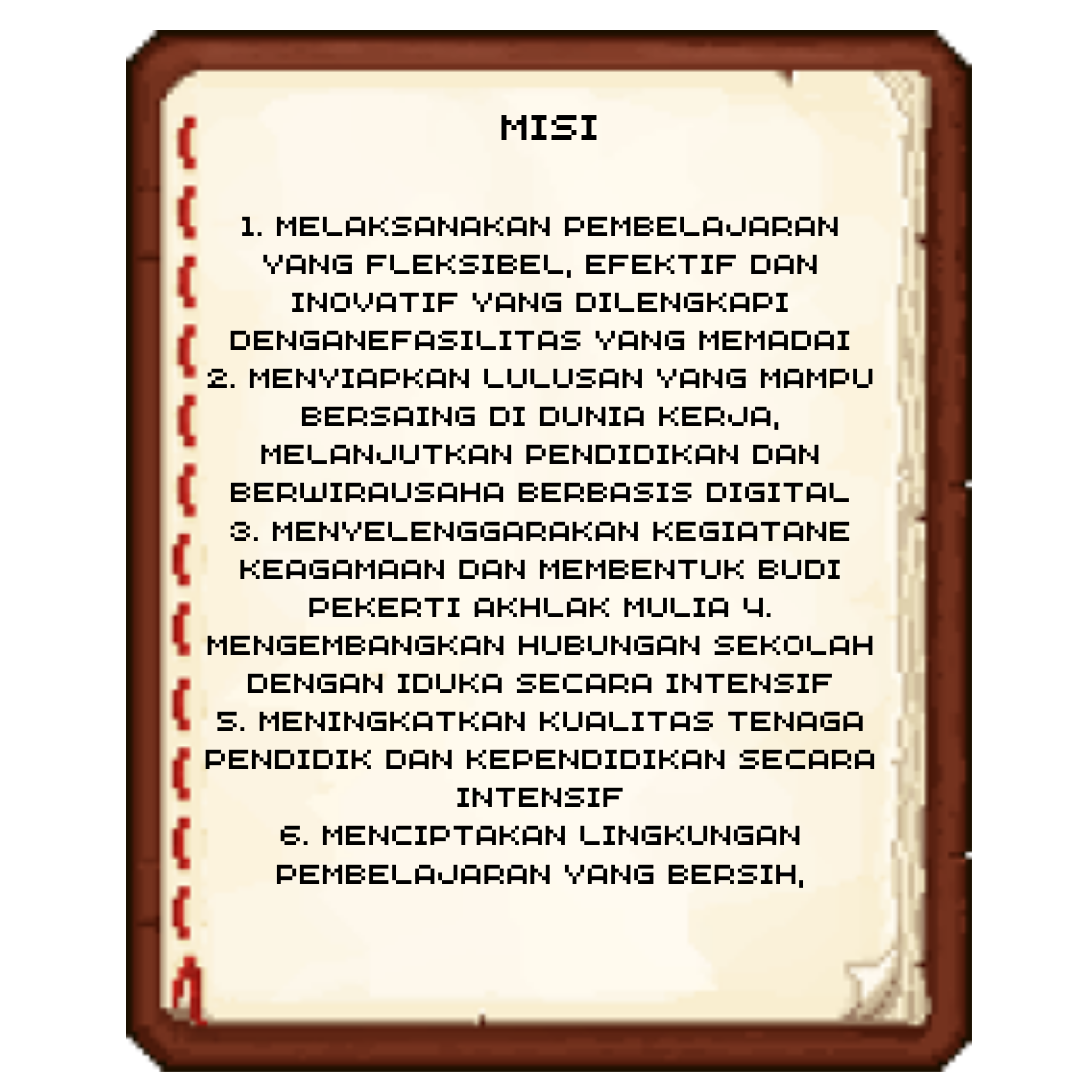 MISI
1. MELAKSANAKAN PEMBELAJARAN
YANG FLEKSIBEL, EFEKTIF DAN
INOVATIF YANG DILENGKAPI
DENGANEFASILITAS YANG MEMADAI
2. MENYIAPKAN LULUSAN YANG MAMPU
BERSAING DI DUNIA KERJA,
MELANJUTKAN PENDIDIKAN DAN
BERWIRAUSAHA BERBASIS DIGITAL
3. MENYELENGGARAKAN KEGIATANE
KEAGAMAAN DAN MEMBENTUK BUDI
PEKERTI AKHLAK MULIA 4.
MENGEMBANGKAN HUBUNGAN SEKOLAH
DENGAN IDUKA SECARA INTENSIF
5. MENINGKATKAN KUALITAS TENAGA
PENDIDIK DAN KEPENDIDIKAN SECARA
INTENSIF
6. MENCIPTAKAN LINGKUNGAN
PEMBELAJARAN YANG BERSIH,